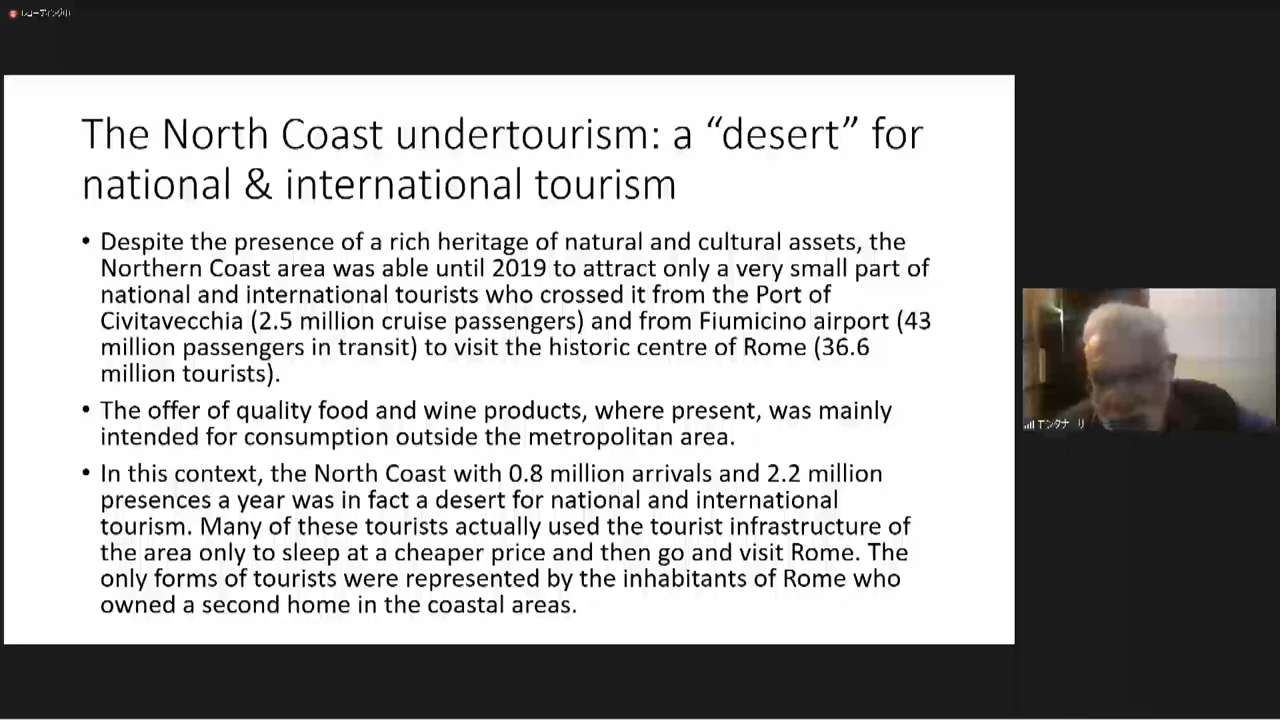 レコーディング中
The North Coast undertourism: a “desert” for
national & international tourism
• Despite the presence of a rich heritage of natural and cultural assets, the
Northern Coast area was able until 2019 to attract only a very small part of
national and international tourists who crossed it from the Port of
Civitavecchia (2.5 million cruise passengers) and from Fiumicino airport (43
million passengers in transit) to visit the historic centre of Rome (36.6
million tourists).
• The offer of quality food and wine products, where present, was mainly
intended for consumption outside the metropolitan area.
• In this context, the North Coast with 0.8 million arrivals and 2.2 million
presences a year was in fact a desert for national and international
tourism. Many of these tourists actually used the tourist infrastructure of
the area only to sleep at a cheaper price and then go and visit Rome. The
only forms of tourists were represented by the inhabitants of Rome who
owned a second home in the coastal areas.